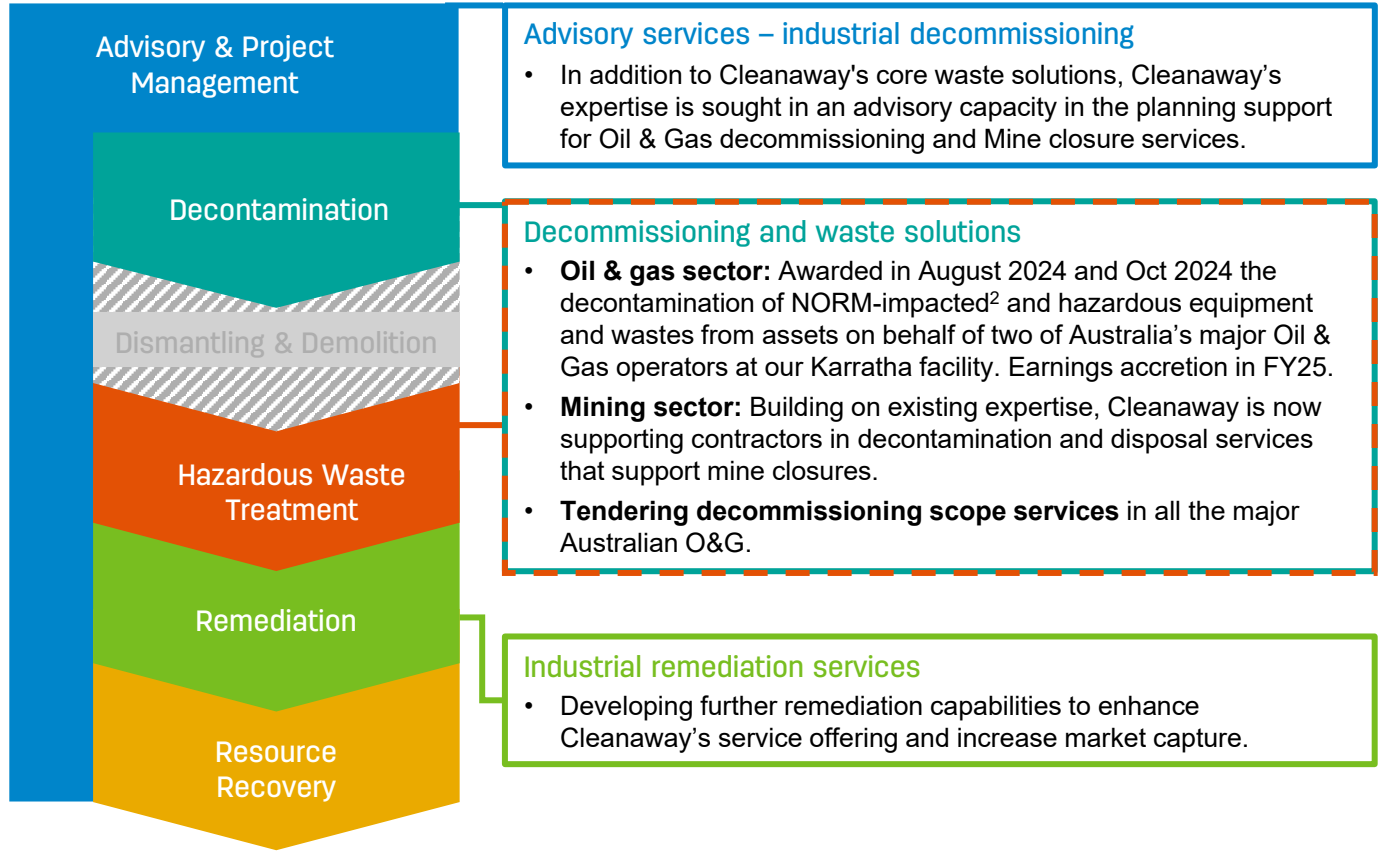 Advisory & Project
Management
Decontamination
Dismantling & Demolition
Hazardous Waste
Treatment
Remediation
Resource
Recovery
Advisory services – industrial decommissioning
• In addition to Cleanaway's core waste solutions, Cleanaway’s
expertise is sought in an advisory capacity in the planning support
for Oil & Gas decommissioning and Mine closure services.
Decommissioning and waste solutions
• Oil & gas sector: Awarded in August 2024 and Oct 2024 the
decontamination of NORM-impacted² and hazardous equipment
and wastes from assets on behalf of two of Australia’s major Oil &
Gas operators at our Karratha facility. Earnings accretion in FY25.
• Mining sector: Building on existing expertise, Cleanaway is now
supporting contractors in decontamination and disposal services
that support mine closures.
• Tendering decommissioning scope services in all the major
Australian O&G.
Industrial remediation services
• Developing further remediation capabilities to enhance
Cleanaway’s service offering and increase market capture.